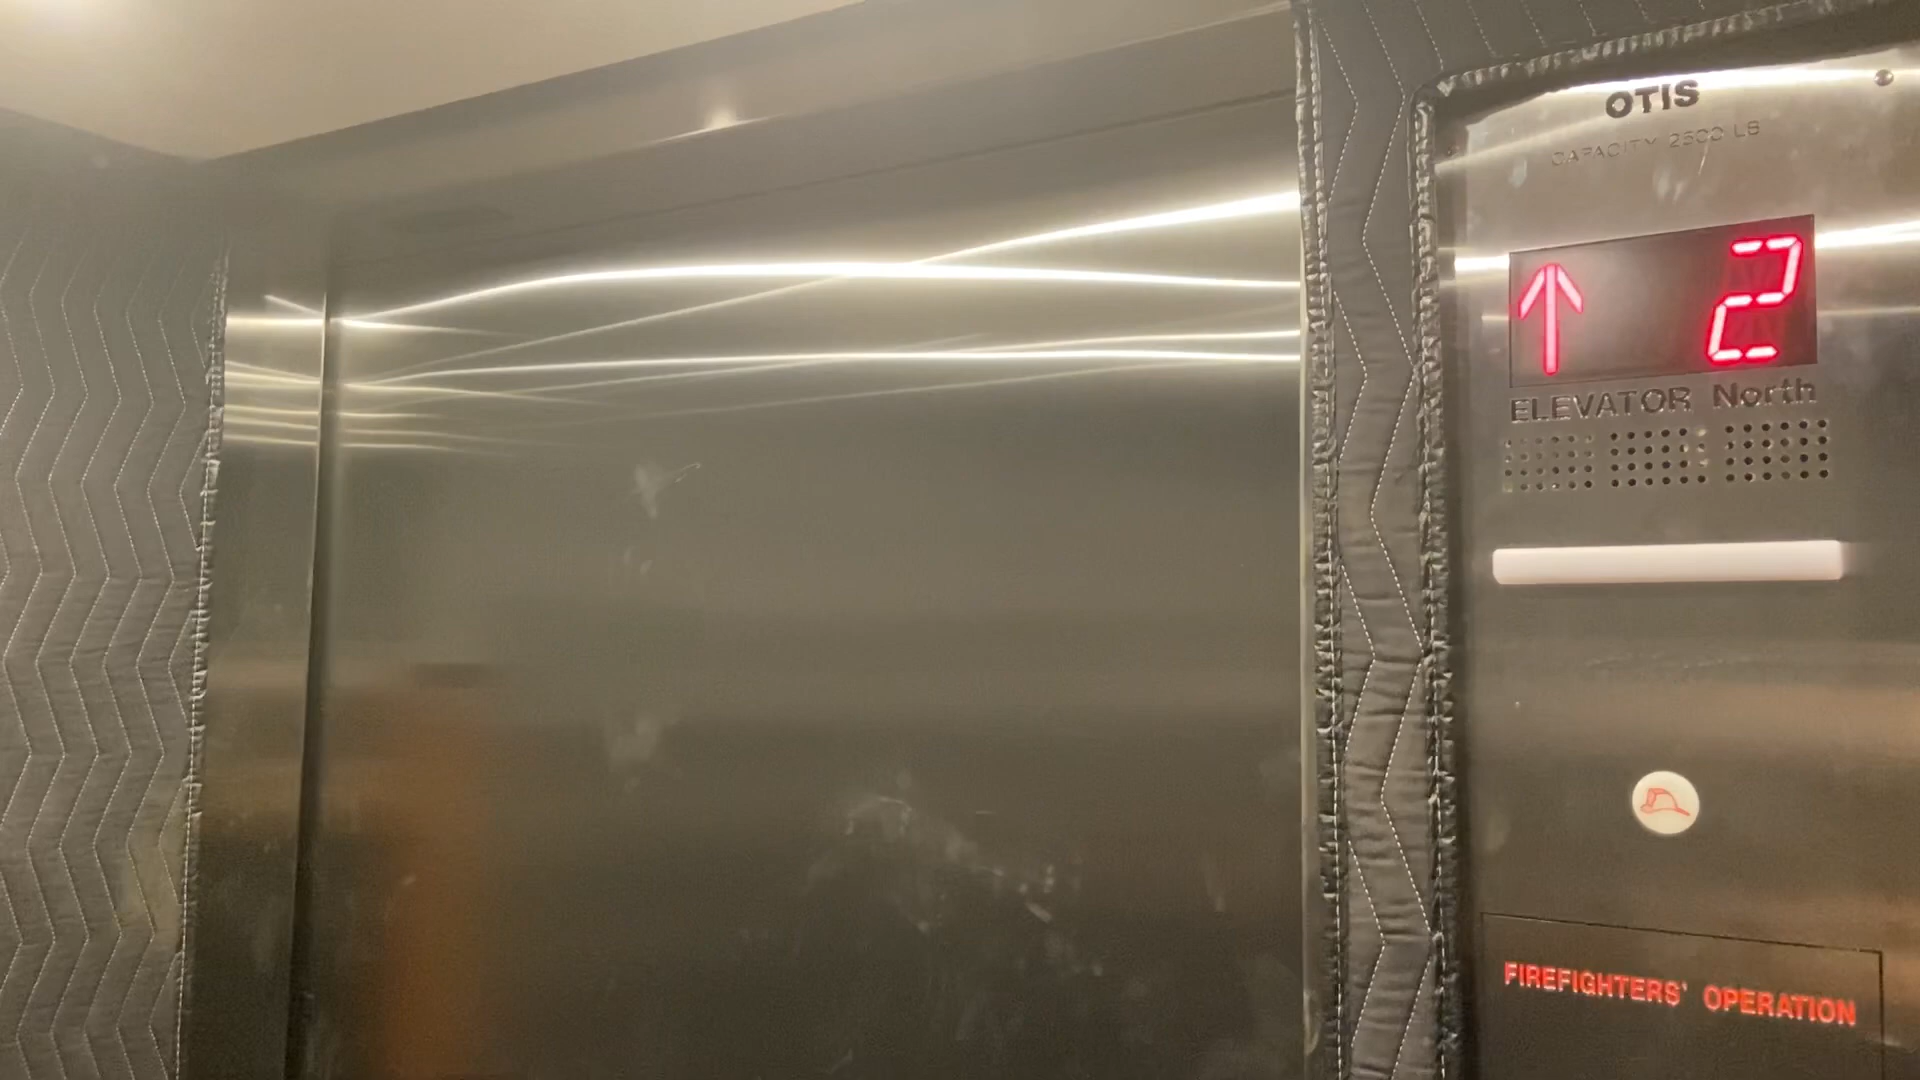 OTIS
CAPACITY 2500 LB
↑ 2
ELEVATOR North
FIREFIGHTERS' OPERATION